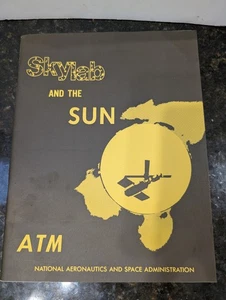 Skylab
AND THE
SUN
ATM
NATIONAL AERONAUTICS AND SPACE ADMINISTRATION